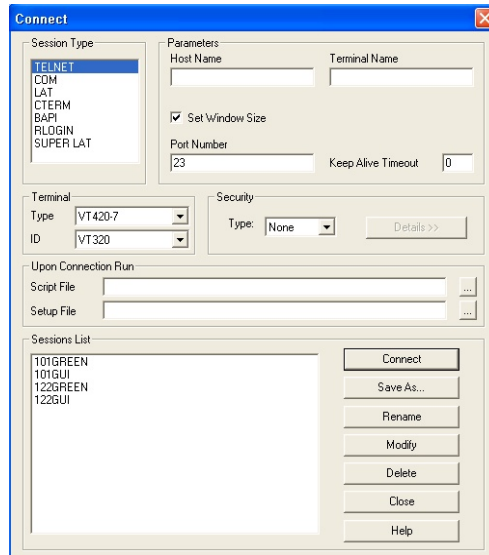 Connect
Session Type
TELNET
COM
LAT
CTERM
BAPI
RLOGIN
SUPER LAT
Parameters
Host Name
Terminal Name
Set Window Size
Port Number
23
Keep Alive Timeout
0
Terminal
Type
VT420-7
ID
VT320
Security
Type:
None
Details >>
Upon Connection Run
Script File
...
Setup File
...
Sessions List
101GREEN
101GUI
122GREEN
122GUI
Connect
Save As...
Rename
Modify
Delete
Close
Help